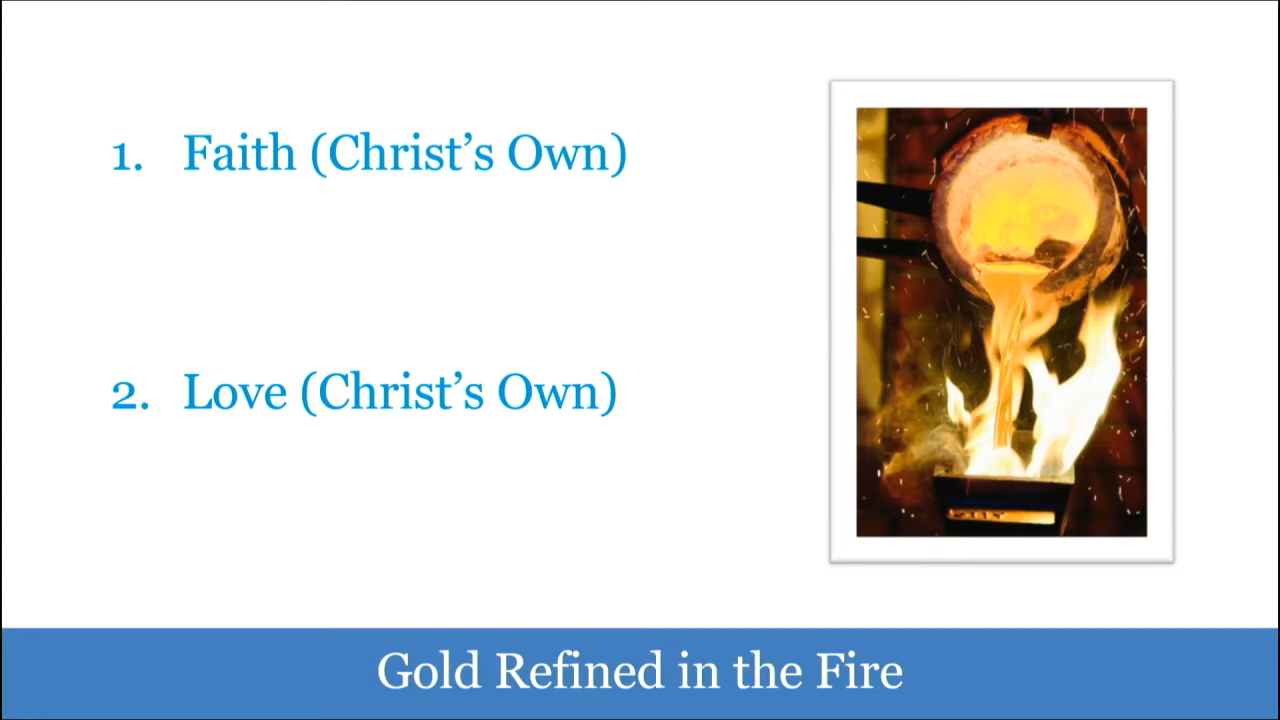 1. Faith (Christ’s Own)
2. Love (Christ’s Own)
Gold Refined in the Fire